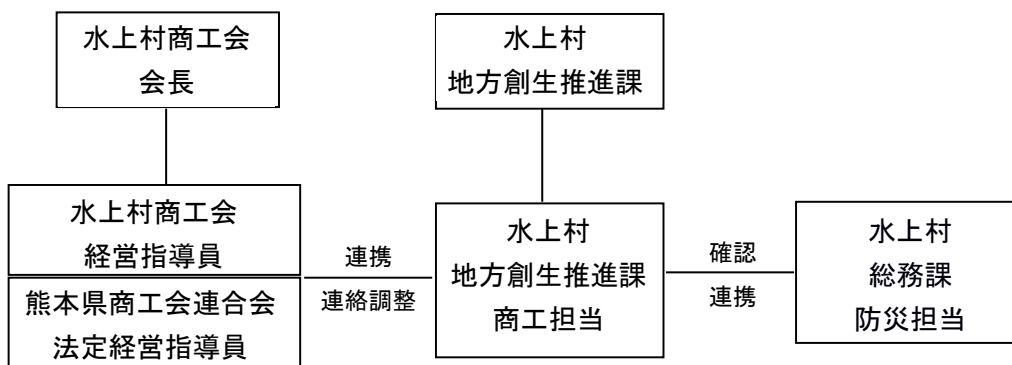 水上村商工会
会長
水上村
地方創生推進課
水上村商工会
経営指導員
熊本県商工会連合会
法定経営指導員
連携
連絡調整
水上村
地方創生推進課
商工担当
確認
連携
水上村
総務課
防災担当